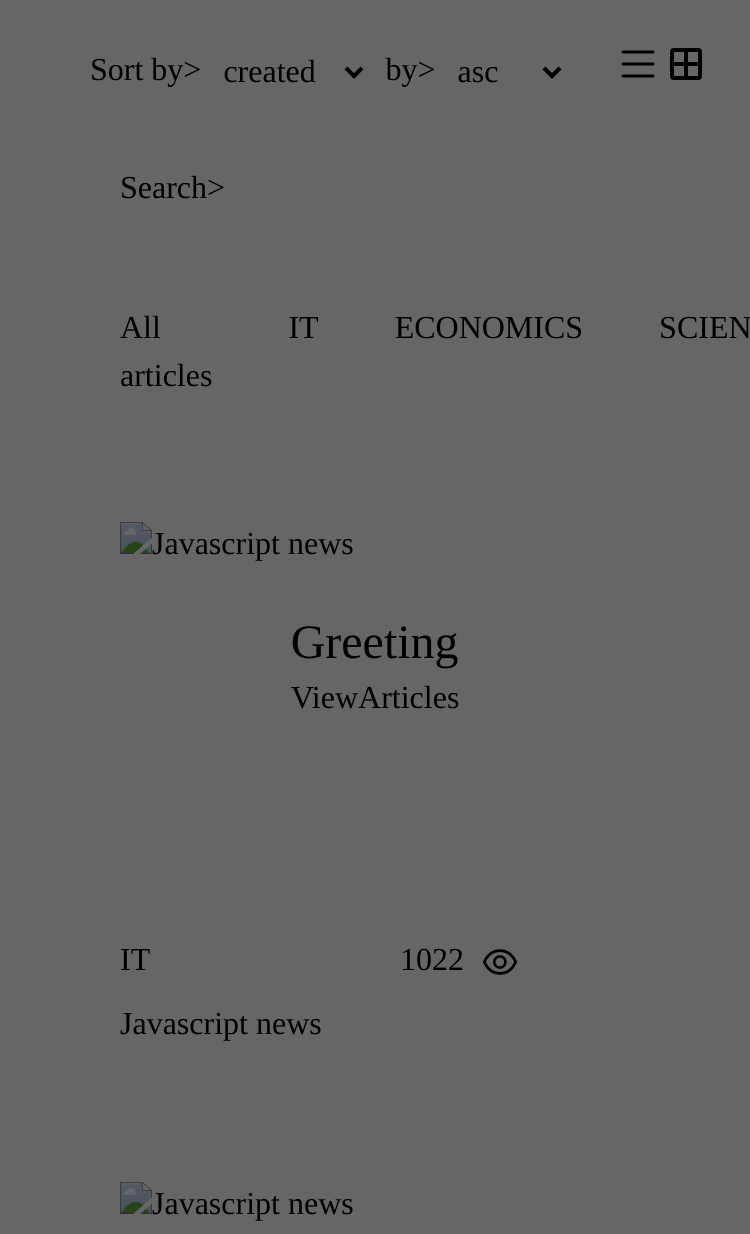 Sort by> created by> asc
Search>
All articles IT ECONOMICS SCIEN
Javascript news
Greeting
ViewArticles
IT 1022
Javascript news
Javascript news